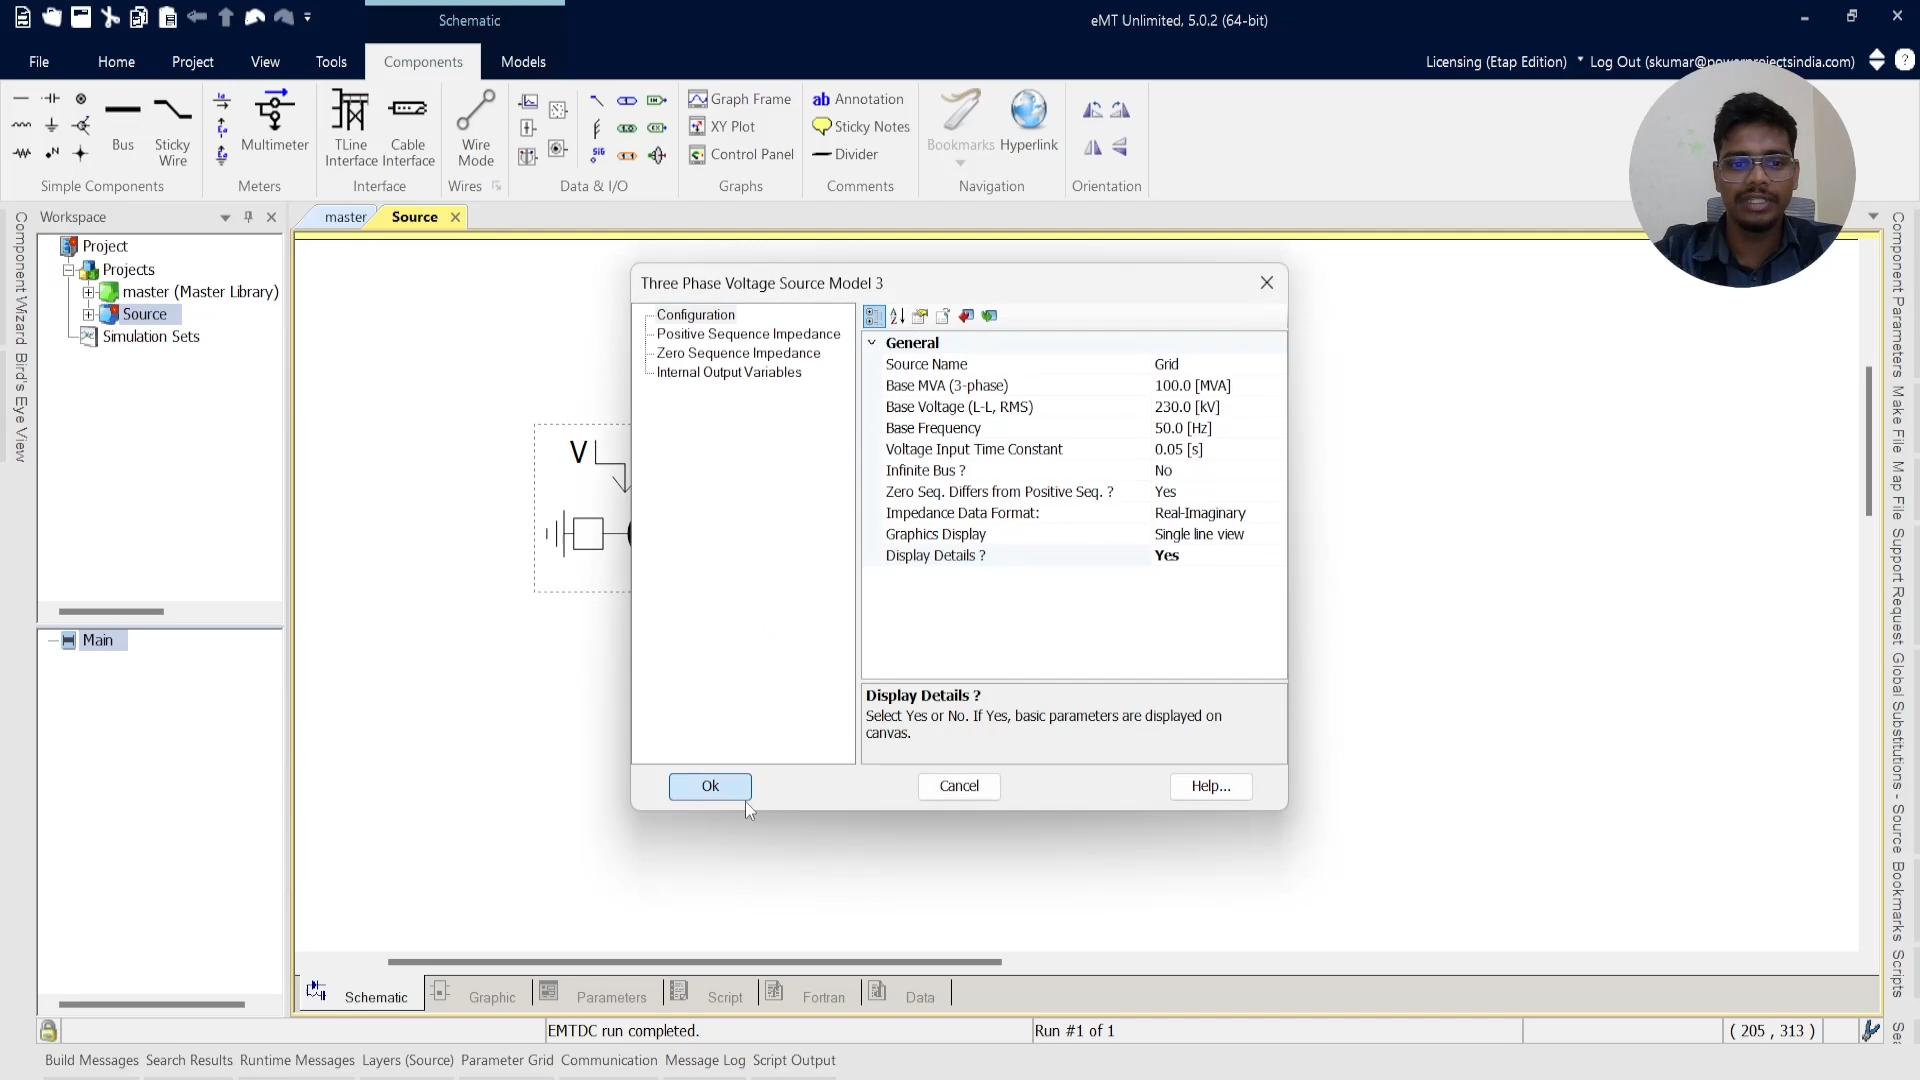 Schematic
eMT Unlimited, 5.0.2 (64-bit)
File
Home
Project
View
Tools
Components
Models
Licensing (Etap Edition)
Log Out (skumar@powerprojectsindia.com)
Bus
Sticky
Wire
Multimeter
TLine
Interface
Cable
Interface
Wire
Mode
Graph Frame
XY Plot
Control Panel
Annotation
Sticky Notes
Divider
Bookmarks
Hyperlink
Simple Components
Meters
Interface
Wires
Data & I/O
Graphs
Comments
Navigation
Orientation
Workspace
master
Source
Project
Projects
master (Master Library)
Source
Simulation Sets
Main
Component Wizard
Bird's Eye View
V
Three Phase Voltage Source Model 3
Configuration
Positive Sequence Impedance
Zero Sequence Impedance
Internal Output Variables
General
Source Name Grid
Base MVA (3-phase) 100.0 [MVA]
Base Voltage (L-L, RMS) 230.0 [kV]
Base Frequency 50.0 [Hz]
Voltage Input Time Constant 0.05 [s]
Infinite Bus ? No
Zero Seq. Differs from Positive Seq. ? Yes
Impedance Data Format: Real-Imaginary
Graphics Display Single line view
Display Details ? Yes
Display Details ?
Select Yes or No. If Yes, basic parameters are displayed on
canvas.
Ok
Cancel
Help...
Component Parameters
Make File
Map File
Support Request
Global Substitutions - Source
Bookmarks
Scripts
Schematic
Graphic
Parameters
Script
Fortran
Data
EMTDC run completed.
Run #1 of 1
( 205 , 313 )
Build Messages
Search Results
Runtime Messages
Layers (Source)
Parameter Grid
Communication
Message Log
Script Output